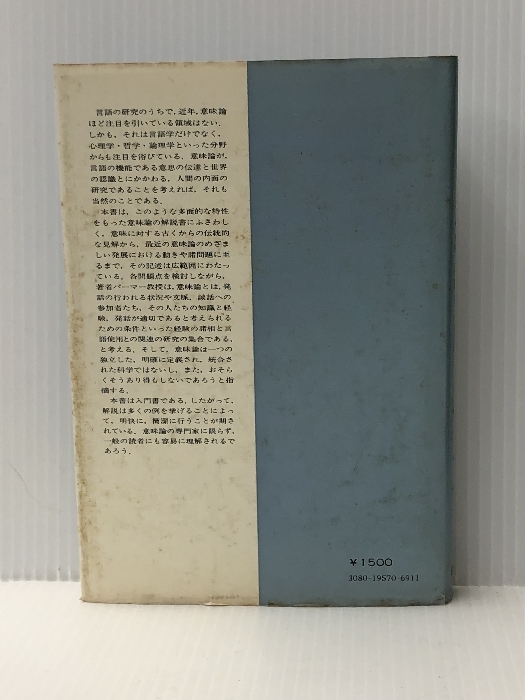 言語の研究のうちで，近年，意味論
ほど注目を引いている領域はない．
しかも，それは言語学だけでなく，
心理学・哲学・論理学といった分野
からも注目を浴びている．意味論が，
言語の機能である意思の伝達と世界
の認識とにかかわる，人間の内面の
研究であることを考えれば，それも
当然のことである．
本書は，このような多面的な特性
をもった意味論の解説書にふさわし
く，意味に対する古くからの伝統的
な見解から，最近の意味論のめざま
しい発展における動きや諸問題に至
るまで，その記述は広範囲にわたっ
ている．各問題点を検討しながら，
著者パーマー教授は，意味論とは，発
話の行われる状況や文脈，談話への
参加者たち，その人たちの知識と経
験，発話が適切であると考えられる
ための条件といった経験の諸相と言
語使用との関連の研究の集合である，
と考える．そして，意味論は一つの
独立した，明確に定義され，統合さ
れた科学ではないし，また，おそら
くそうあり得もしないであろうと指
摘する．
本書は入門書である．したがって，
解説は多くの例を挙げることによっ
て，明快に，簡潔に行うことが期さ
れている．意味論の専門家に限らず，
一般の読者にも容易に理解されるで
あろう．
￥1500
3080-19570-6911